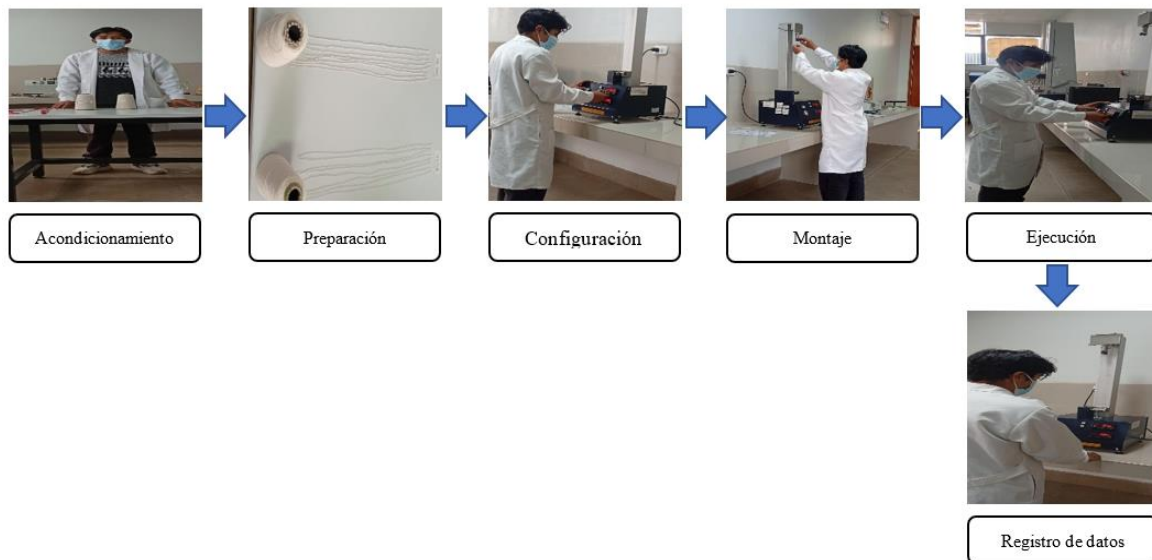 Acondicionamiento
Preparación
Configuración
Montaje
Ejecución
Registro de datos